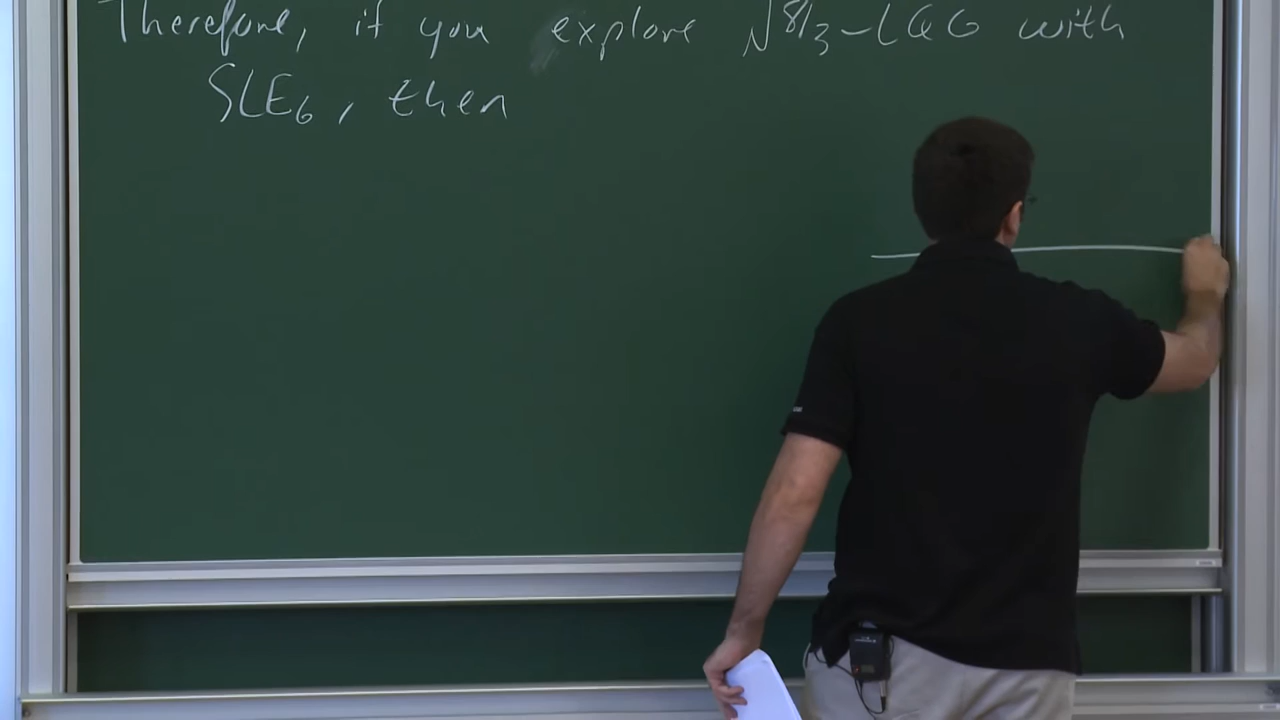 Therefore, if you explore √8/3-LQG with
SLE6, then